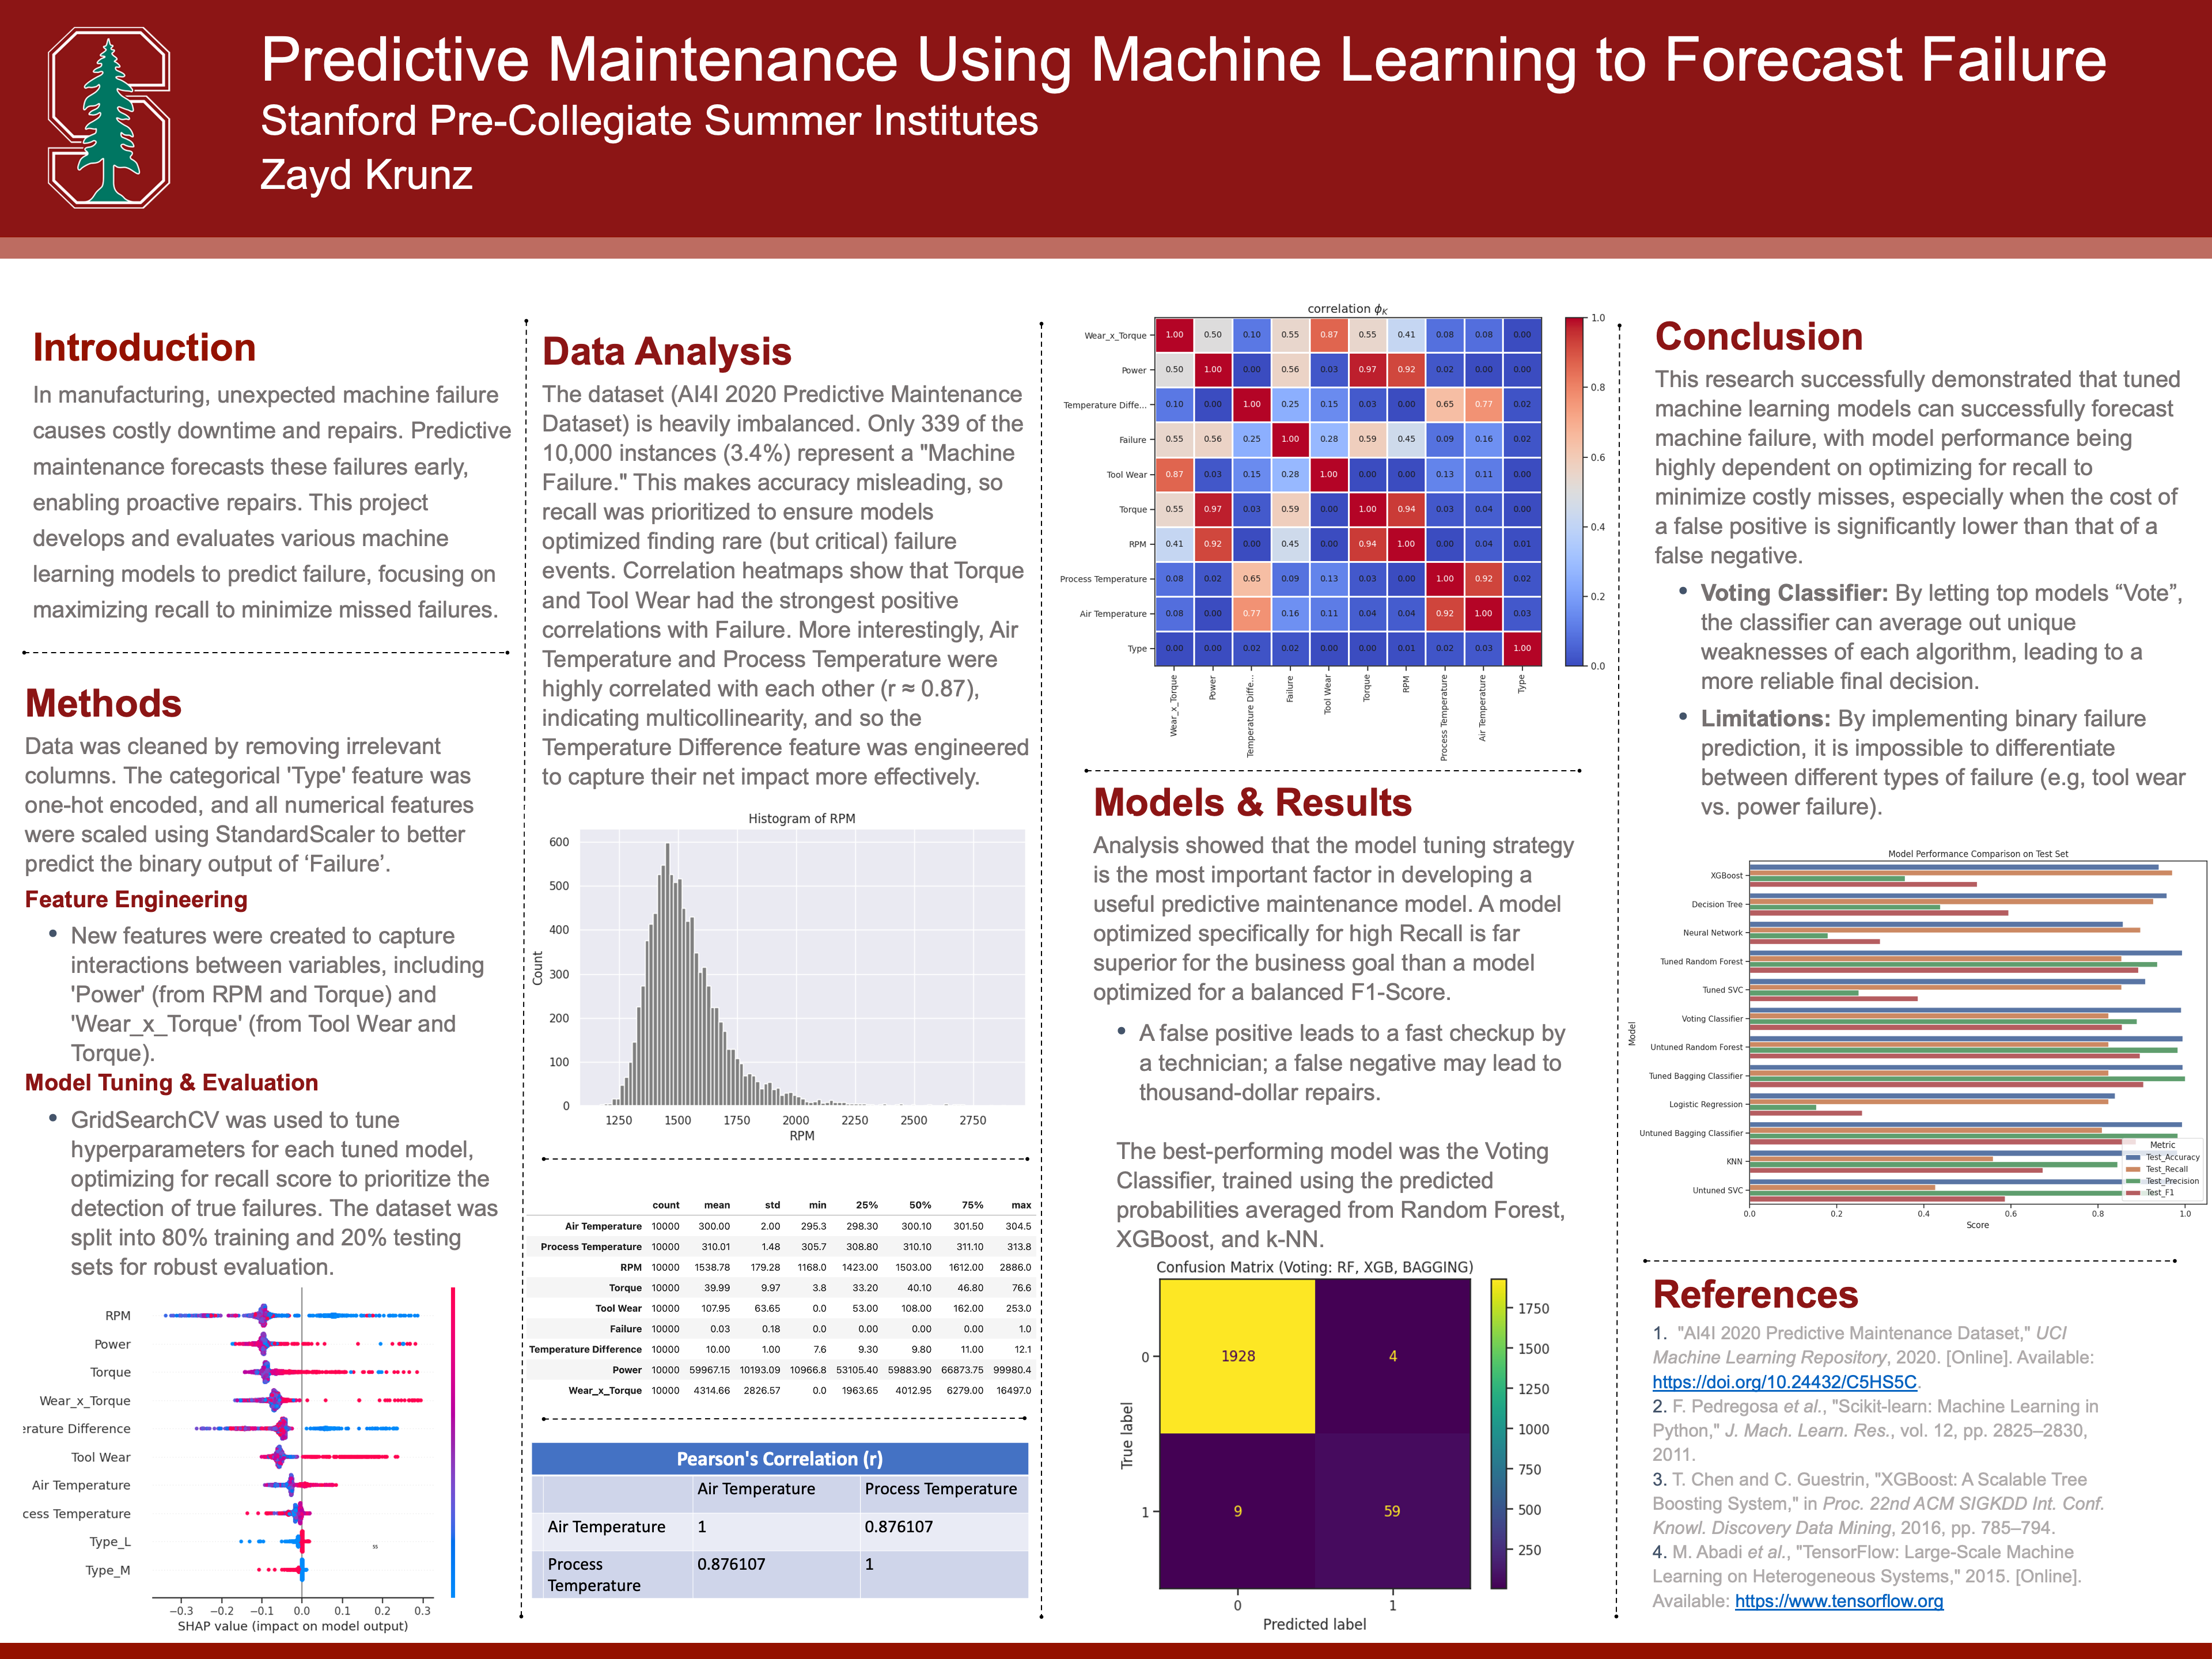 Predictive Maintenance Using Machine Learning to Forecast Failure
Stanford Pre-Collegiate Summer Institutes
Zayd Krunz
Introduction
In manufacturing, unexpected machine failure
causes costly downtime and repairs. Predictive
maintenance forecasts these failures early,
enabling proactive repairs. This project
develops and evaluates various machine
learning models to predict failure, focusing on
maximizing recall to minimize missed failures.
Methods
Data was cleaned by removing irrelevant
columns. The categorical 'Type' feature was
one-hot encoded, and all numerical features
were scaled using StandardScaler to better
predict the binary output of ‘Failure’.
Feature Engineering
• New features were created to capture
interactions between variables, including
'Power' (from RPM and Torque) and
'Wear_x_Torque' (from Tool Wear and
Torque).
Model Tuning & Evaluation
• GridSearchCV was used to tune
hyperparameters for each tuned model,
optimizing for recall score to prioritize the
detection of true failures. The dataset was
split into 80% training and 20% testing
sets for robust evaluation.
RPM
Power
Torque
Wear_x_Torque
erature Difference
Tool Wear
Air Temperature
cess Temperature
Type_L
Type_M
−0.3 −0.2 −0.1 0.0 0.1 0.2 0.3
SHAP value (impact on model output)
Data Analysis
The dataset (AI4I 2020 Predictive Maintenance
Dataset) is heavily imbalanced. Only 339 of the
10,000 instances (3.4%) represent a "Machine
Failure." This makes accuracy misleading, so
recall was prioritized to ensure models
optimized finding rare (but critical) failure
events. Correlation heatmaps show that Torque
and Tool Wear had the strongest positive
correlations with Failure. More interestingly, Air
Temperature and Process Temperature were
highly correlated with each other (r ≈ 0.87),
indicating multicollinearity, and so the
Temperature Difference feature was engineered
to capture their net impact more effectively.
Histogram of RPM
600
500
400
300
200
100
0
Count
1250 1500 1750 2000 2250 2500 2750
RPM
count mean std min 25% 50% 75% max
Air Temperature 10000 300.00 2.00 295.3 298.30 300.10 301.50 304.5
Process Temperature 10000 310.01 1.48 305.7 308.80 310.10 311.10 313.8
RPM 10000 1538.78 179.28 1168.0 1423.00 1503.00 1612.00 2886.0
Torque 10000 39.99 9.97 3.8 33.20 40.10 46.80 76.6
Tool Wear 10000 107.95 63.65 0.0 53.00 108.00 162.00 253.0
Failure 10000 0.03 0.18 0.0 0.00 0.00 0.00 1.0
Temperature Difference 10000 10.00 1.00 7.6 9.30 9.80 11.00 12.1
Power 10000 59967.15 10193.09 10966.8 53105.40 59883.90 66873.75 99980.4
Wear_x_Torque 10000 4314.66 2826.57 0.0 1963.65 4012.95 6279.00 16497.0
Pearson's Correlation (r)
Air Temperature Process Temperature
Air Temperature 1 0.876107
Process
Temperature 0.876107 1
correlation ϕK
Wear_x_Torque 1.00 0.50 0.10 0.55 0.87 0.55 0.41 0.08 0.08 0.00
Power 0.50 1.00 0.00 0.56 0.03 0.97 0.92 0.02 0.00 0.00
Temperature Diffe... 0.10 0.00 1.00 0.25 0.15 0.03 0.00 0.65 0.77 0.02
Failure 0.55 0.56 0.25 1.00 0.28 0.59 0.45 0.09 0.16 0.02
Tool Wear 0.87 0.03 0.15 0.28 1.00 0.00 0.00 0.13 0.11 0.00
Torque 0.55 0.97 0.03 0.59 0.00 1.00 0.94 0.03 0.04 0.00
RPM 0.41 0.92 0.00 0.45 0.00 0.94 1.00 0.00 0.04 0.01
Process Temperature 0.08 0.02 0.65 0.09 0.13 0.03 0.00 1.00 0.92 0.02
Air Temperature 0.08 0.00 0.77 0.16 0.11 0.04 0.04 0.92 1.00 0.03
Type 0.00 0.00 0.02 0.02 0.00 0.00 0.01 0.02 0.03 1.00
Wear_x_Torque Power Temperature Diffe... Failure Tool Wear Torque RPM Process Temperature Air Temperature Type
1.0
0.8
0.6
0.4
0.2
0.0
Models & Results
Analysis showed that the model tuning strategy
is the most important factor in developing a
useful predictive maintenance model. A model
optimized specifically for high Recall is far
superior for the business goal than a model
optimized for a balanced F1-Score.
• A false positive leads to a fast checkup by
a technician; a false negative may lead to
thousand-dollar repairs.
The best-performing model was the Voting
Classifier, trained using the predicted
probabilities averaged from Random Forest,
XGBoost, and k-NN.
Confusion Matrix (Voting: RF, XGB, BAGGING)
True label
0 1928 4
1 9 59
0 1
Predicted label
1750
1500
1250
1000
750
500
250
Conclusion
This research successfully demonstrated that tuned
machine learning models can successfully forecast
machine failure, with model performance being
highly dependent on optimizing for recall to
minimize costly misses, especially when the cost of
a false positive is significantly lower than that of a
false negative.
• Voting Classifier: By letting top models “Vote”,
the classifier can average out unique
weaknesses of each algorithm, leading to a
more reliable final decision.
• Limitations: By implementing binary failure
prediction, it is impossible to differentiate
between different types of failure (e.g, tool wear
vs. power failure).
Model Performance Comparison on Test Set
Model
XGBoost
Decision Tree
Neural Network
Tuned Random Forest
Tuned SVC
Voting Classifier
Untuned Random Forest
Tuned Bagging Classifier
Logistic Regression
Untuned Bagging Classifier
KNN
Untuned SVC
Metric
Test_Accuracy
Test_Recall
Test_Precision
Test_F1
0.0 0.2 0.4 0.6 0.8 1.0
Score
References
1. "AI4I 2020 Predictive Maintenance Dataset," UCI
Machine Learning Repository, 2020. [Online]. Available:
https://doi.org/10.24432/C5HS5C.
2. F. Pedregosa et al., "Scikit-learn: Machine Learning in
Python," J. Mach. Learn. Res., vol. 12, pp. 2825–2830,
2011.
3. T. Chen and C. Guestrin, "XGBoost: A Scalable Tree
Boosting System," in Proc. 22nd ACM SIGKDD Int. Conf.
Knowl. Discovery Data Mining, 2016, pp. 785–794.
4. M. Abadi et al., "TensorFlow: Large-Scale Machine
Learning on Heterogeneous Systems," 2015. [Online].
Available: https://www.tensorflow.org